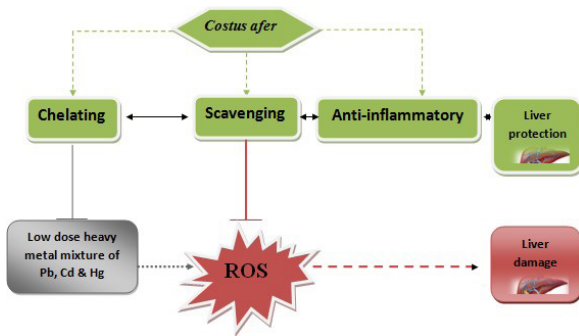 Costus afer
Chelating
Scavenging
Anti-inflammatory
Liver
protection
Low dose heavy
metal mixture of
Pb, Cd & Hg
ROS
Liver
damage